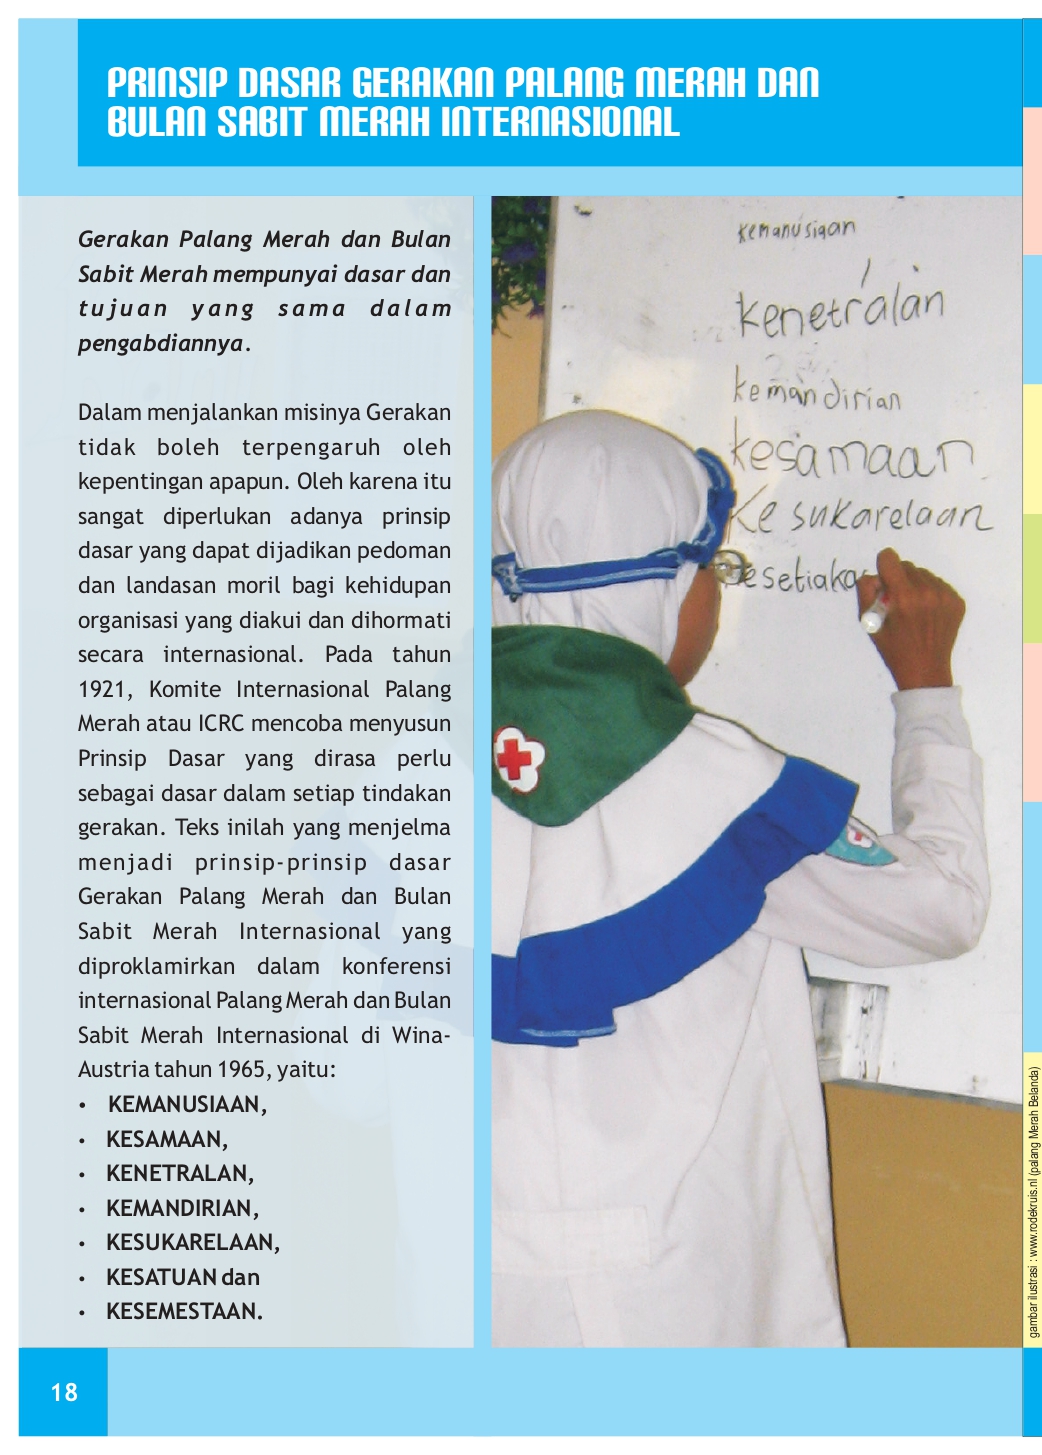 PRINSIP DASAR GERAKAN PALANG MERAH DAN
BULAN SABIT MERAH INTERNASIONAL
Gerakan Palang Merah dan Bulan
Sabit Merah mempunyai dasar dan
tujuan yang sama dalam
pengabdiannya.
Dalam menjalankan misinya Gerakan
tidak boleh terpengaruh oleh
kepentingan apapun. Oleh karena itu
sangat diperlukan adanya prinsip
dasar yang dapat dijadikan pedoman
dan landasan moril bagi kehidupan
organisasi yang diakui dan dihormati
secara internasional. Pada tahun
1921, Komite Internasional Palang
Merah atau ICRC mencoba menyusun
Prinsip Dasar yang dirasa perlu
sebagai dasar dalam setiap tindakan
gerakan. Teks inilah yang menjelma
menjadi prinsip-prinsip dasar
Gerakan Palang Merah dan Bulan
Sabit Merah Internasional yang
diproklamirkan dalam konferensi
internasional Palang Merah dan Bulan
Sabit Merah Internasional di Wina-
Austria tahun 1965, yaitu:
• KEMANUSIAAN,
• KESAMAAN,
• KENETRALAN,
• KEMANDIRIAN,
• KESUKARELAAN,
• KESATUAN dan
• KESEMESTAAN.
kemanusiaan
kenetralan
kemandirian
kesamaan
Kesukarelaan
gambar ilustrasi : www.rodekruis.nl (palang Merah Belanda)
18